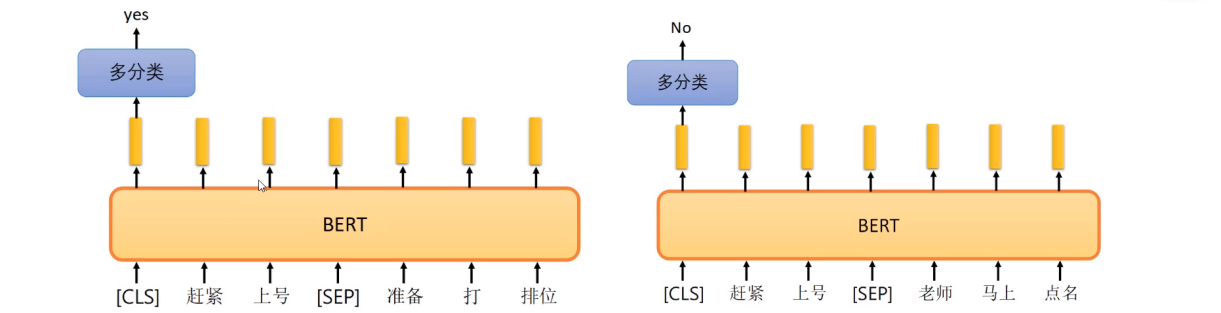 yes
多分类
BERT
[CLS] 赶紧 上号 [SEP] 准备 打 排位
No
多分类
BERT
[CLS] 赶紧 上号 [SEP] 老师 马上 点名